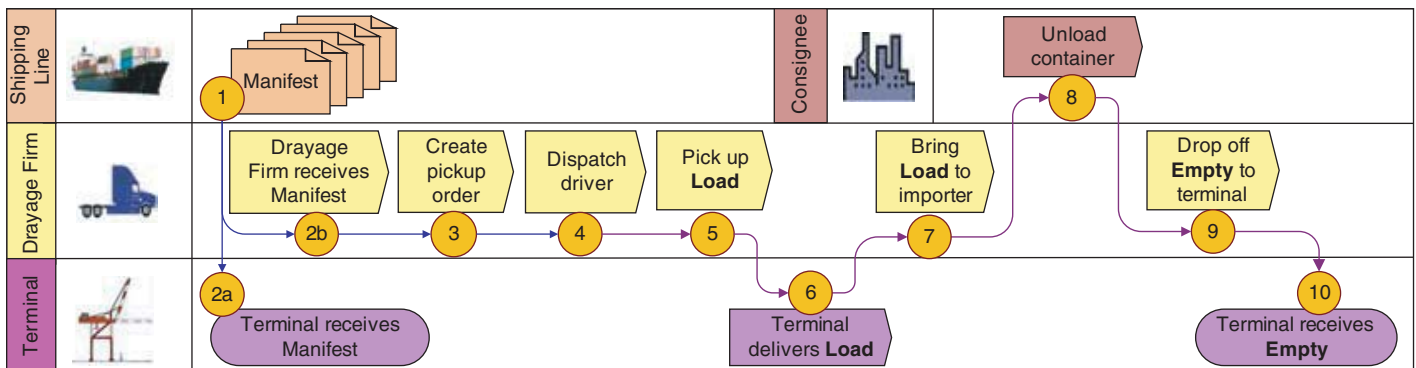 Shipping
Line
Manifest
1
Consignee
Unload
container
8
Drayage Firm
Drayage
Firm receives
Manifest
2b
Create
pickup
order
3
Dispatch
driver
4
Pick up
Load
5
Bring
Load to
importer
7
Drop off
Empty to
terminal
9
Terminal
2a
Terminal receives
Manifest
6
Terminal
delivers Load
10
Terminal receives
Empty